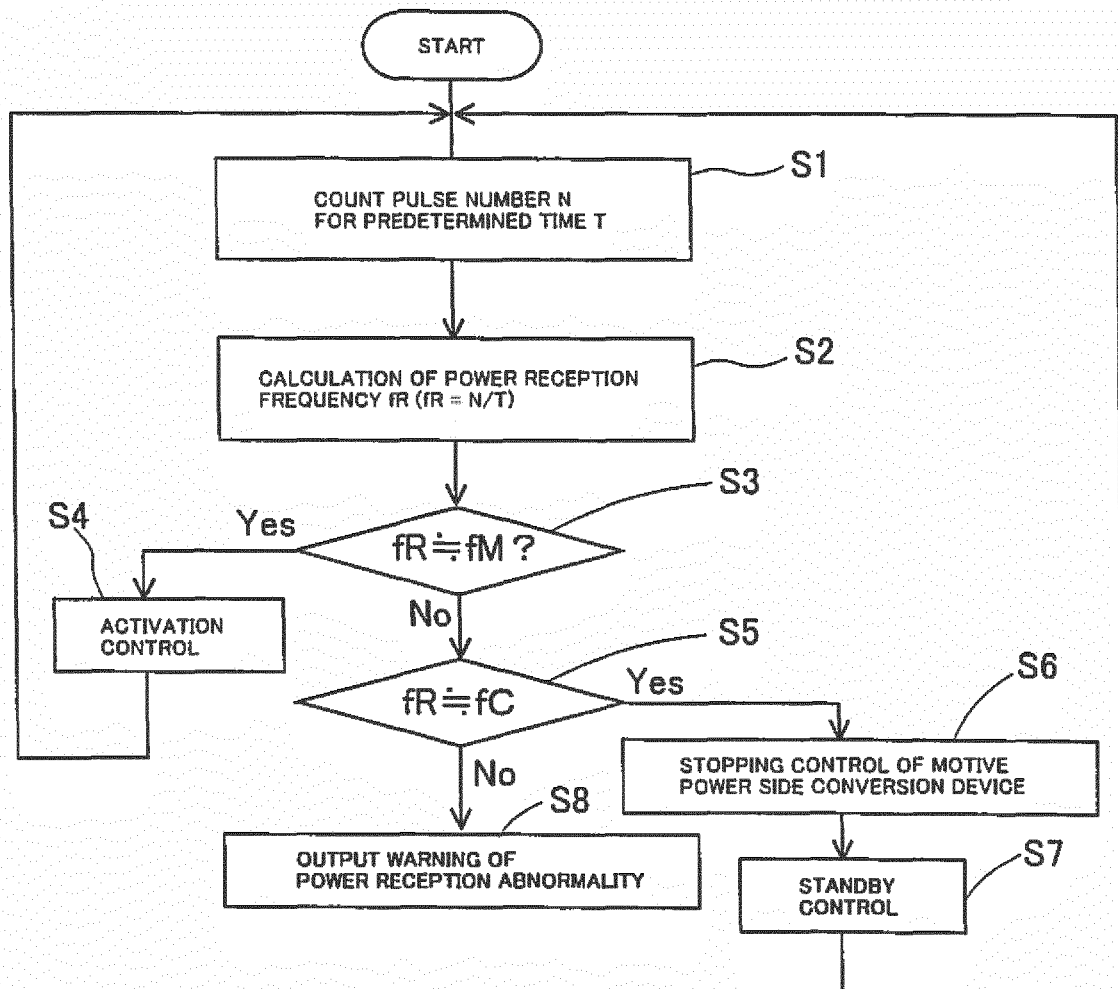 START
S1
COUNT PULSE NUMBER N
FOR PREDETERMINED TIME T
S2
CALCULATION OF POWER RECEPTION
FREQUENCY fR (fR = N/T)
S3
S4
Yes
fR≒fM ?
ACTIVATION
CONTROL
No
S5
fR≒fC
Yes
S6
STOPPING CONTROL OF MOTIVE
POWER SIDE CONVERSION DEVICE
No
S8
OUTPUT WARNING OF
POWER RECEPTION ABNORMALITY
S7
STANDBY
CONTROL